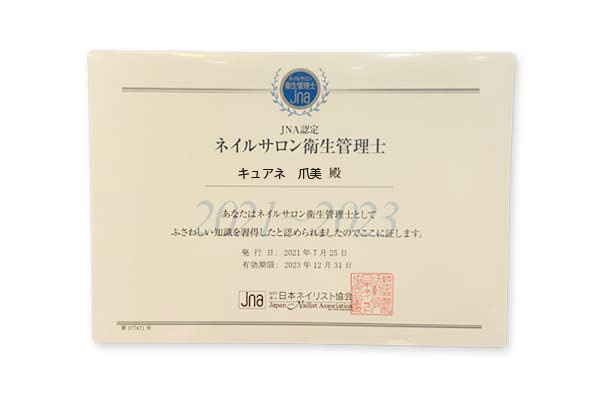 ネイルサロン
衛生管理士
jna
JNA認定
ネイルサロン衛生管理士
キュアネ 爪美 殿
2021~2023
あなたはネイルサロン衛生管理士として
ふさわしい知識を習得したと認められましたのでここに証します。
発 行 日: 2021年7月25日
有効期限: 2023年12月31日
jna 日本ネイリスト協会
Japan Nailist Association